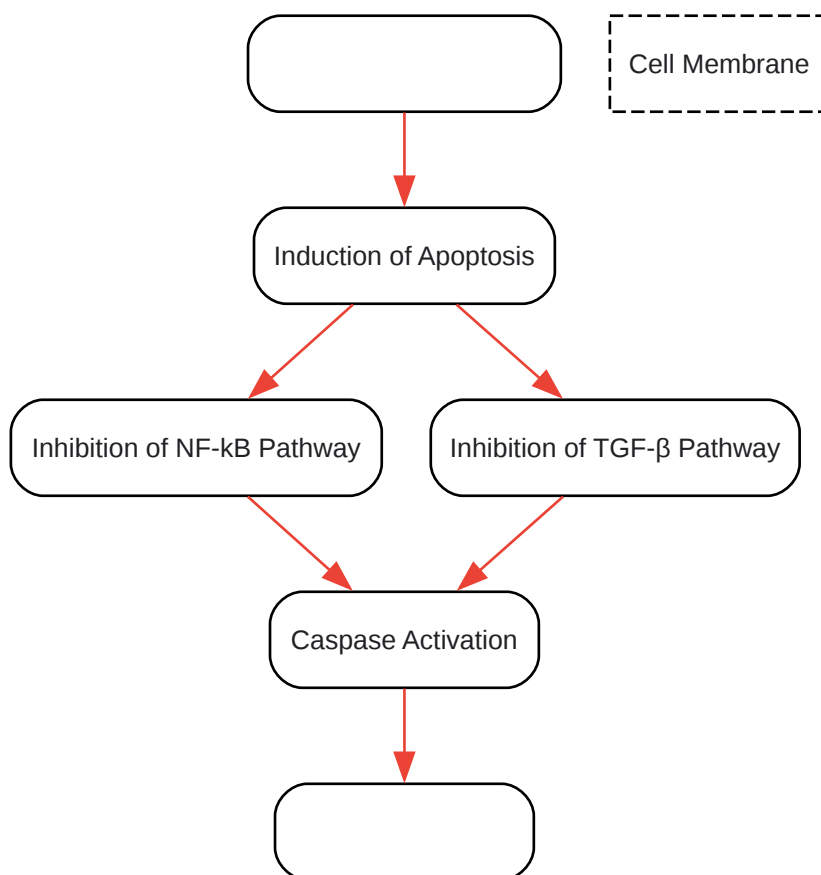 Cell Membrane
Induction of Apoptosis
Inhibition of NF-kB Pathway
Inhibition of TGF-β Pathway
Caspase Activation